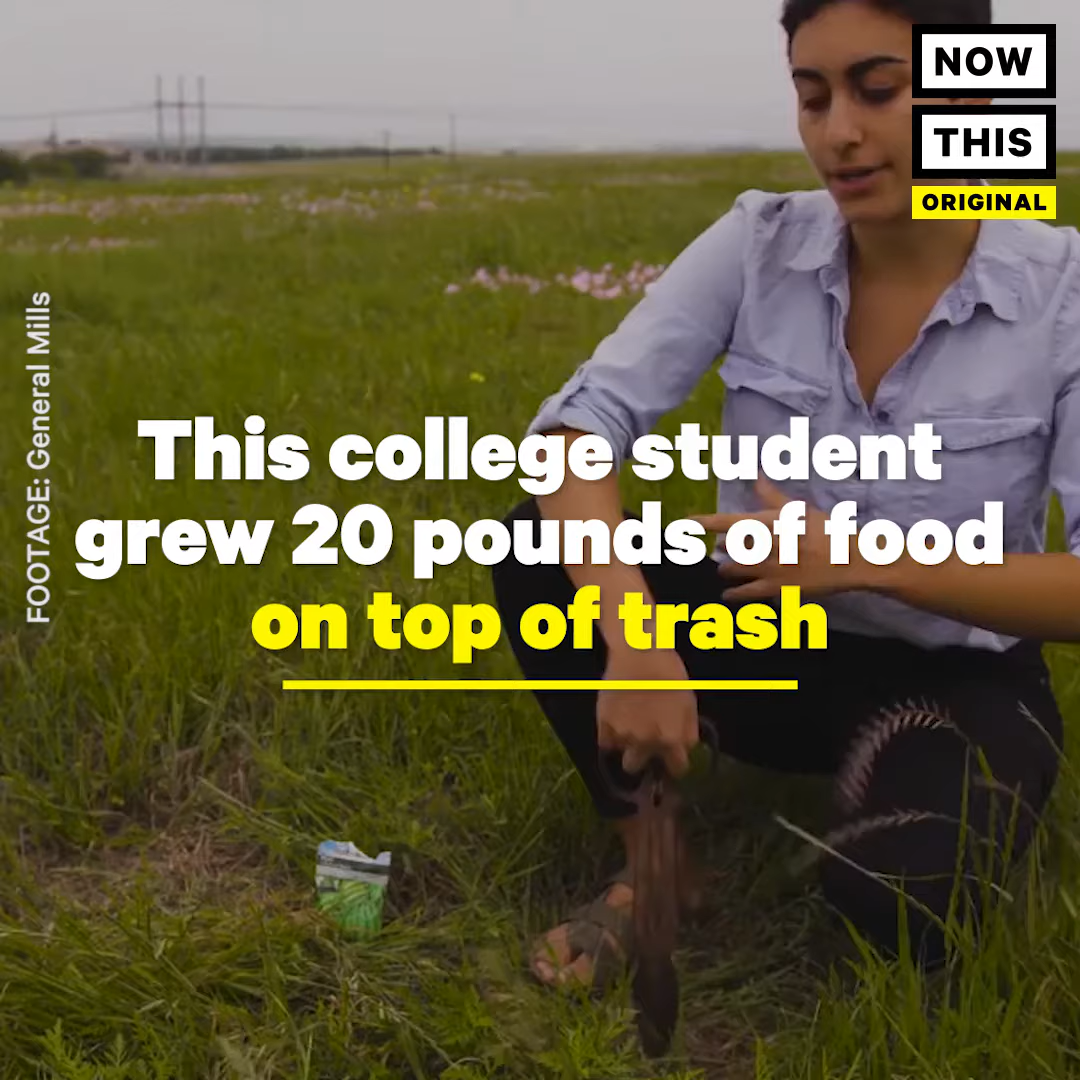 NOW
THIS
ORIGINAL
FOOTAGE: General Mills
This college student
grew 20 pounds of food
on top of trash